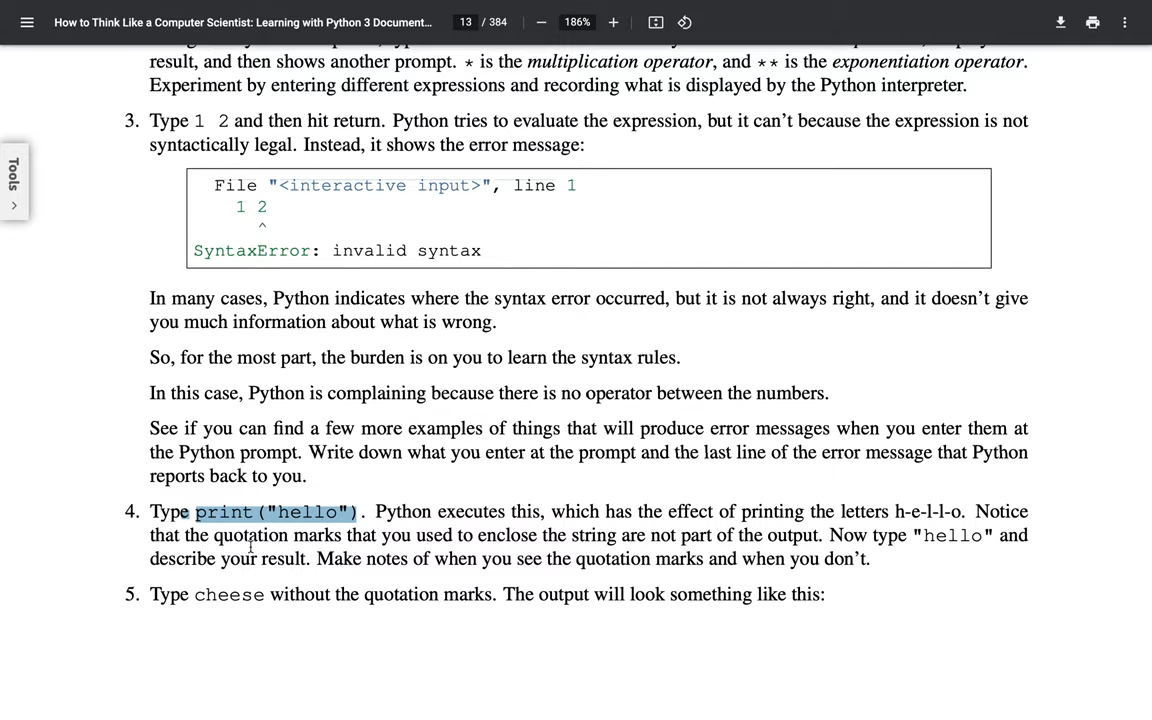 How to Think Like a Computer Scientist: Learning with Python 3 Document... 13 / 384 186%
result, and then shows another prompt. * is the multiplication operator, and ** is the exponentiation operator.
Experiment by entering different expressions and recording what is displayed by the Python interpreter.
3. Type 1 2 and then hit return. Python tries to evaluate the expression, but it can't because the expression is not
syntactically legal. Instead, it shows the error message:
Tools
File "<interactive input>", line 1
1 2
^
SyntaxError: invalid syntax
In many cases, Python indicates where the syntax error occurred, but it is not always right, and it doesn't give
you much information about what is wrong.
So, for the most part, the burden is on you to learn the syntax rules.
In this case, Python is complaining because there is no operator between the numbers.
See if you can find a few more examples of things that will produce error messages when you enter them at
the Python prompt. Write down what you enter at the prompt and the last line of the error message that Python
reports back to you.
4. Type print("hello"). Python executes this, which has the effect of printing the letters h-e-l-l-o. Notice
that the quotation marks that you used to enclose the string are not part of the output. Now type "hello" and
describe your result. Make notes of when you see the quotation marks and when you don't.
5. Type cheese without the quotation marks. The output will look something like this: